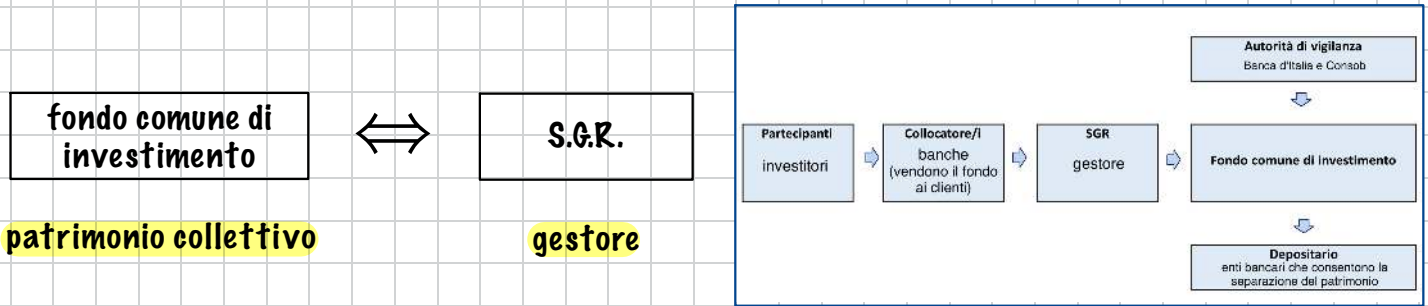 fondo comune di
investimento
S.G.R.
patrimonio collettivo
gestore
Autorità di vigilanza
Banca d'Italia e Consob
Partecipanti
investitori
Collocatore/i
banche
(vendono il fondo
ai clienti)
SGR
gestore
Fondo comune di investimento
Depositario
enti bancari che consentono la
separazione del patrimonio